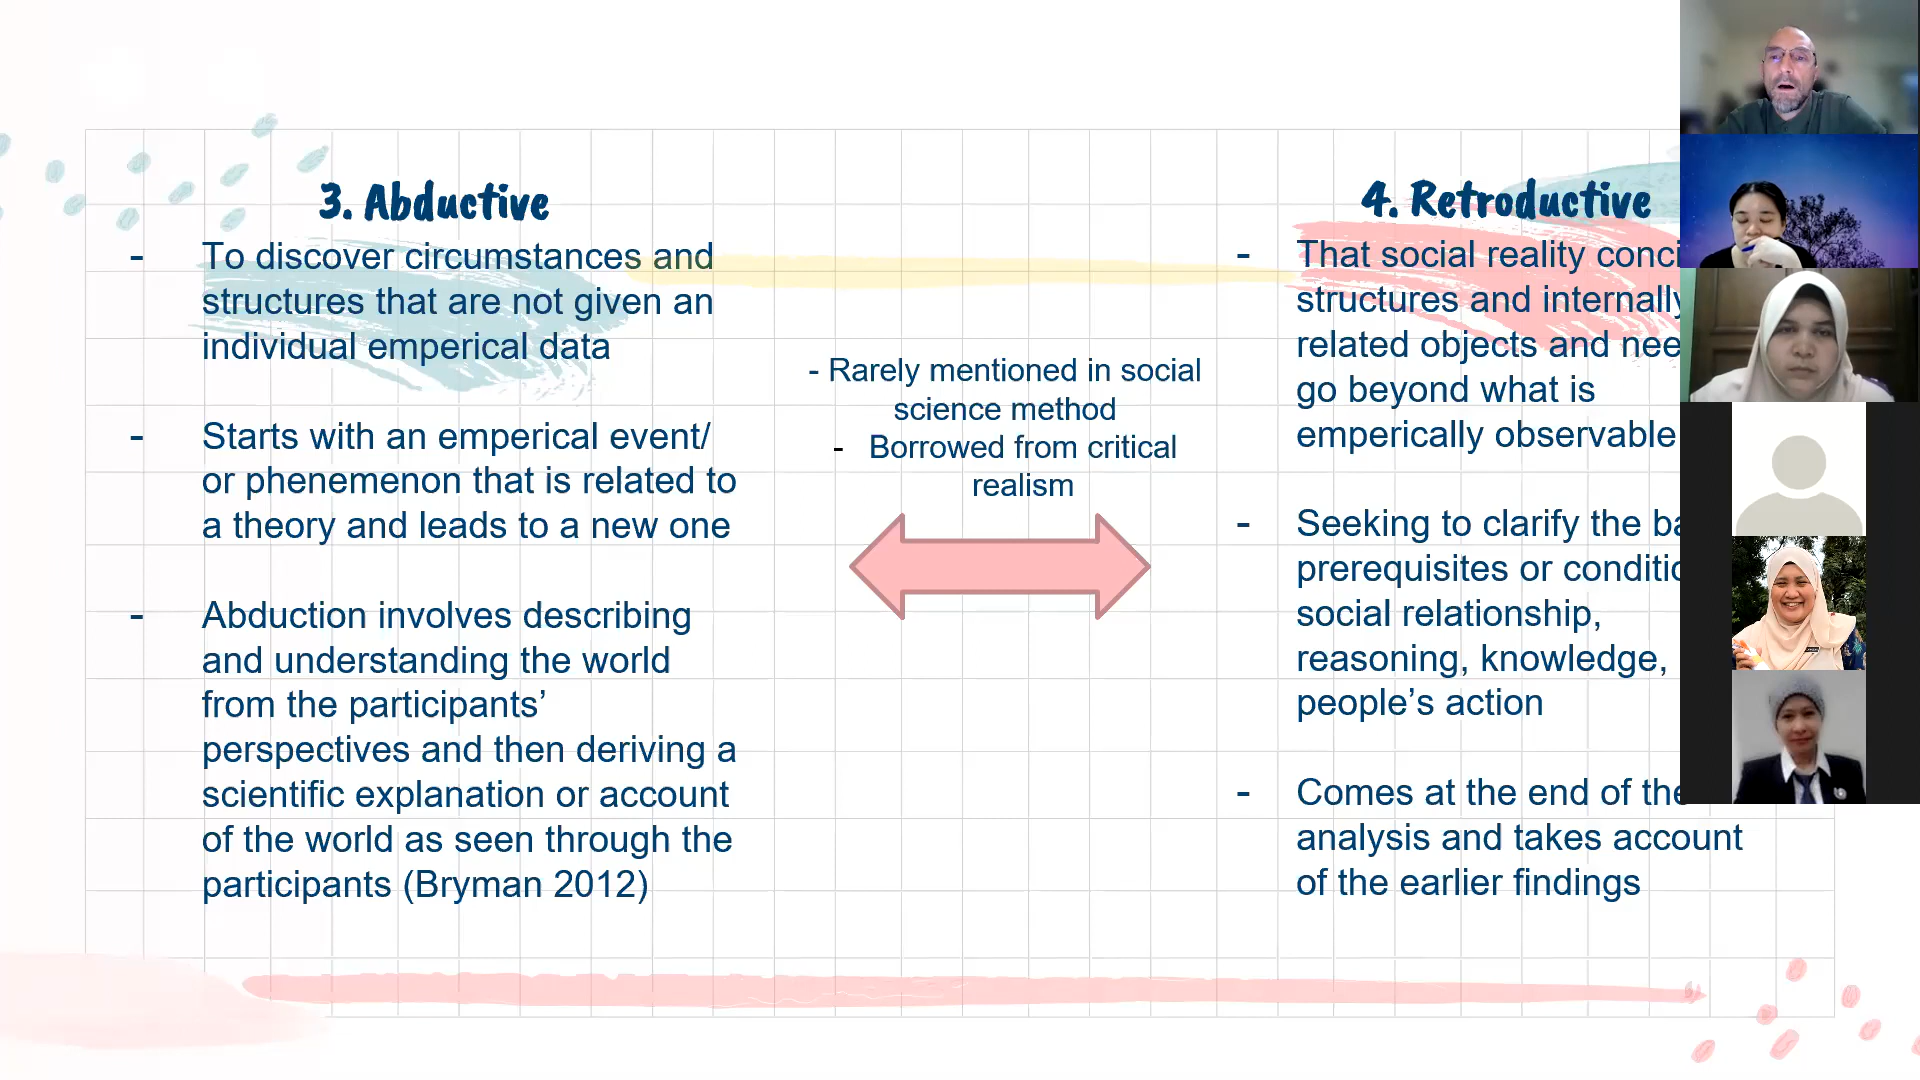 3. Abductive
- To discover circumstances and
structures that are not given an
individual emperical data
- Starts with an emperical event/
or phenemenon that is related to
a theory and leads to a new one
- Abduction involves describing
and understanding the world
from the participants’
perspectives and then deriving a
scientific explanation or account
of the world as seen through the
participants (Bryman 2012)
- Rarely mentioned in social
science method
- Borrowed from critical
realism
4. Retroductive
- That social reality
structures and internally
related objects and
go beyond what is
emperically observable
- Seeking to clarify the
prerequisites or
social relationship,
reasoning, knowledge,
people’s action
- Comes at the end of the
analysis and takes account
of the earlier findings